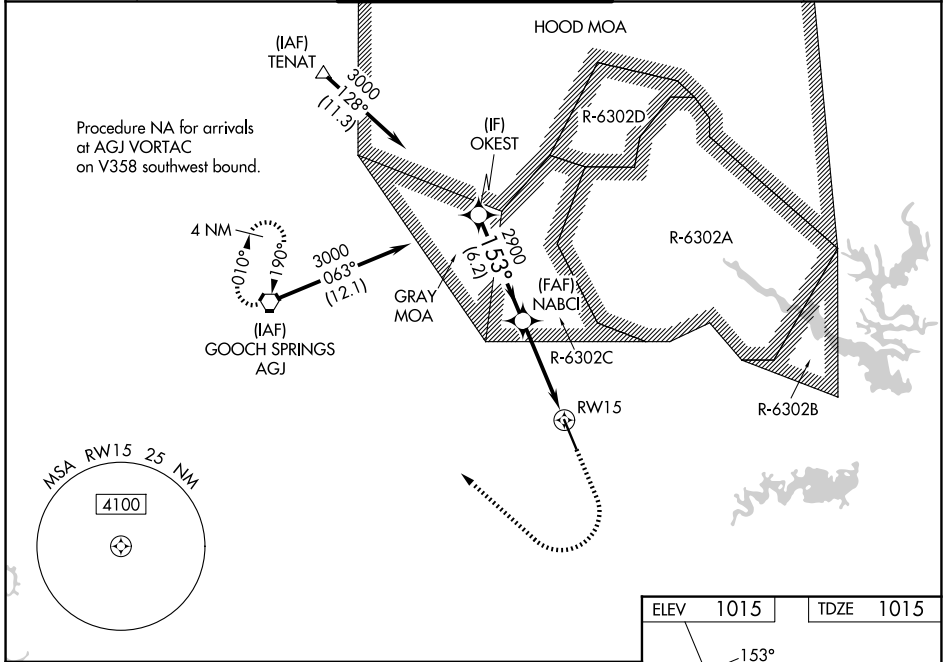 HOOD MOA
(IAF)
TENAT
3000
128°
(11.3)
Procedure NA for arrivals
at AGJ VORTAC
on V358 southwest bound.
R-6302D
(IF)
OKEST
4 NM
010°
190°
3000
063°
(12.1)
2900
153°
(6.2)
R-6302A
(IAF)
GOOCH SPRINGS
AGJ
GRAY
MOA
(FAF)
NABCI
R-6302C
R-6302B
RW15
MSA RW15 25 NM
4100
ELEV 1015
TDZE 1015
153°